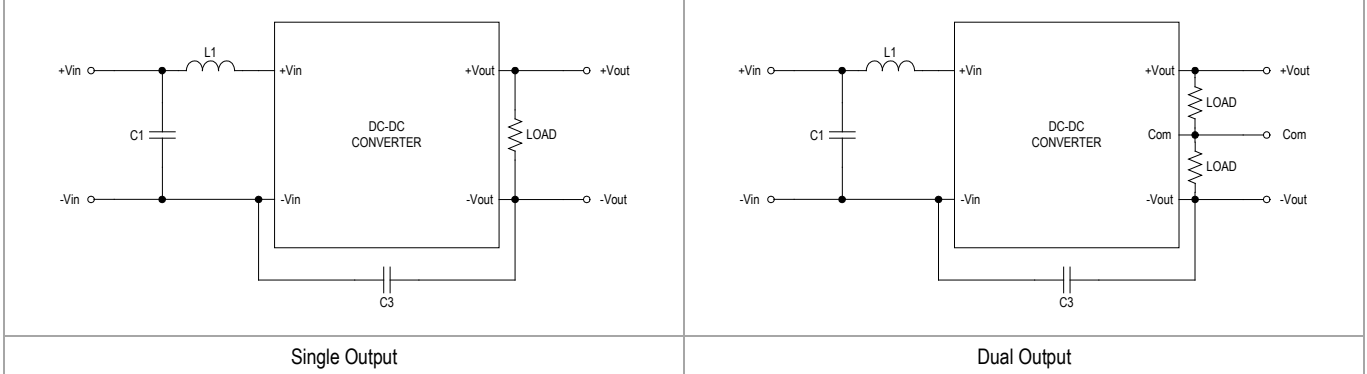 L1
+Vin
+Vin
+Vout
+Vout
C1
DC-DC
CONVERTER
LOAD
-Vin
-Vin
-Vout
-Vout
C3
Single Output
L1
+Vin
+Vin
+Vout
+Vout
LOAD
C1
DC-DC
CONVERTER
Com
Com
LOAD
-Vin
-Vin
-Vout
-Vout
C3
Dual Output